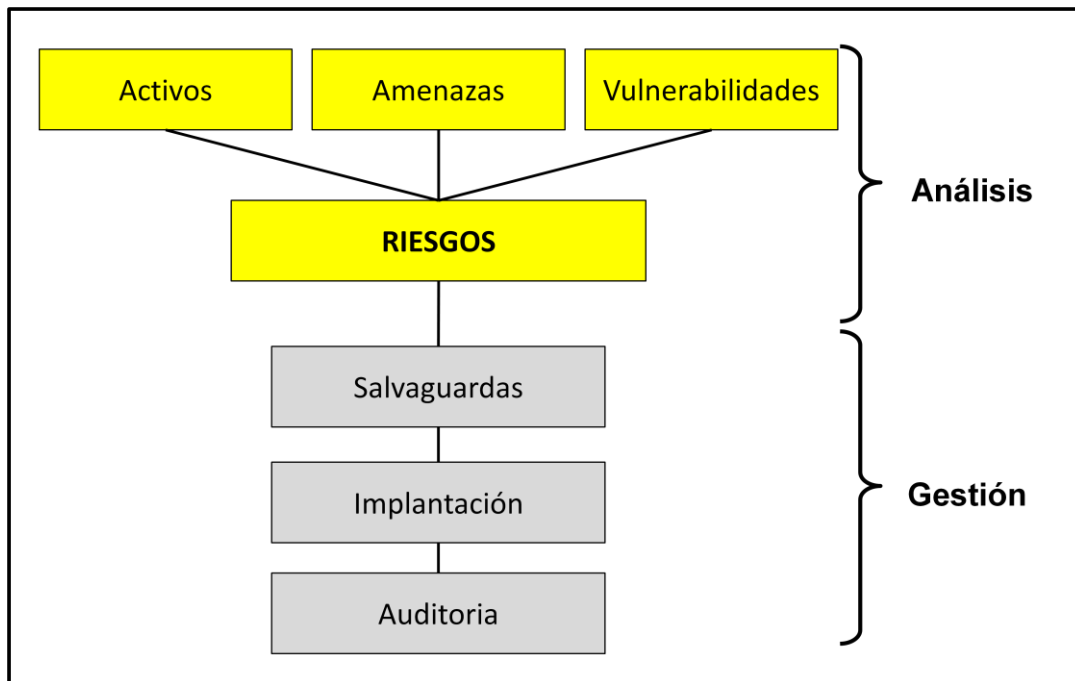 Activos
Amenazas
Vulnerabilidades
RIESGOS
Análisis
Salvaguardas
Implantación
Gestión
Auditoria